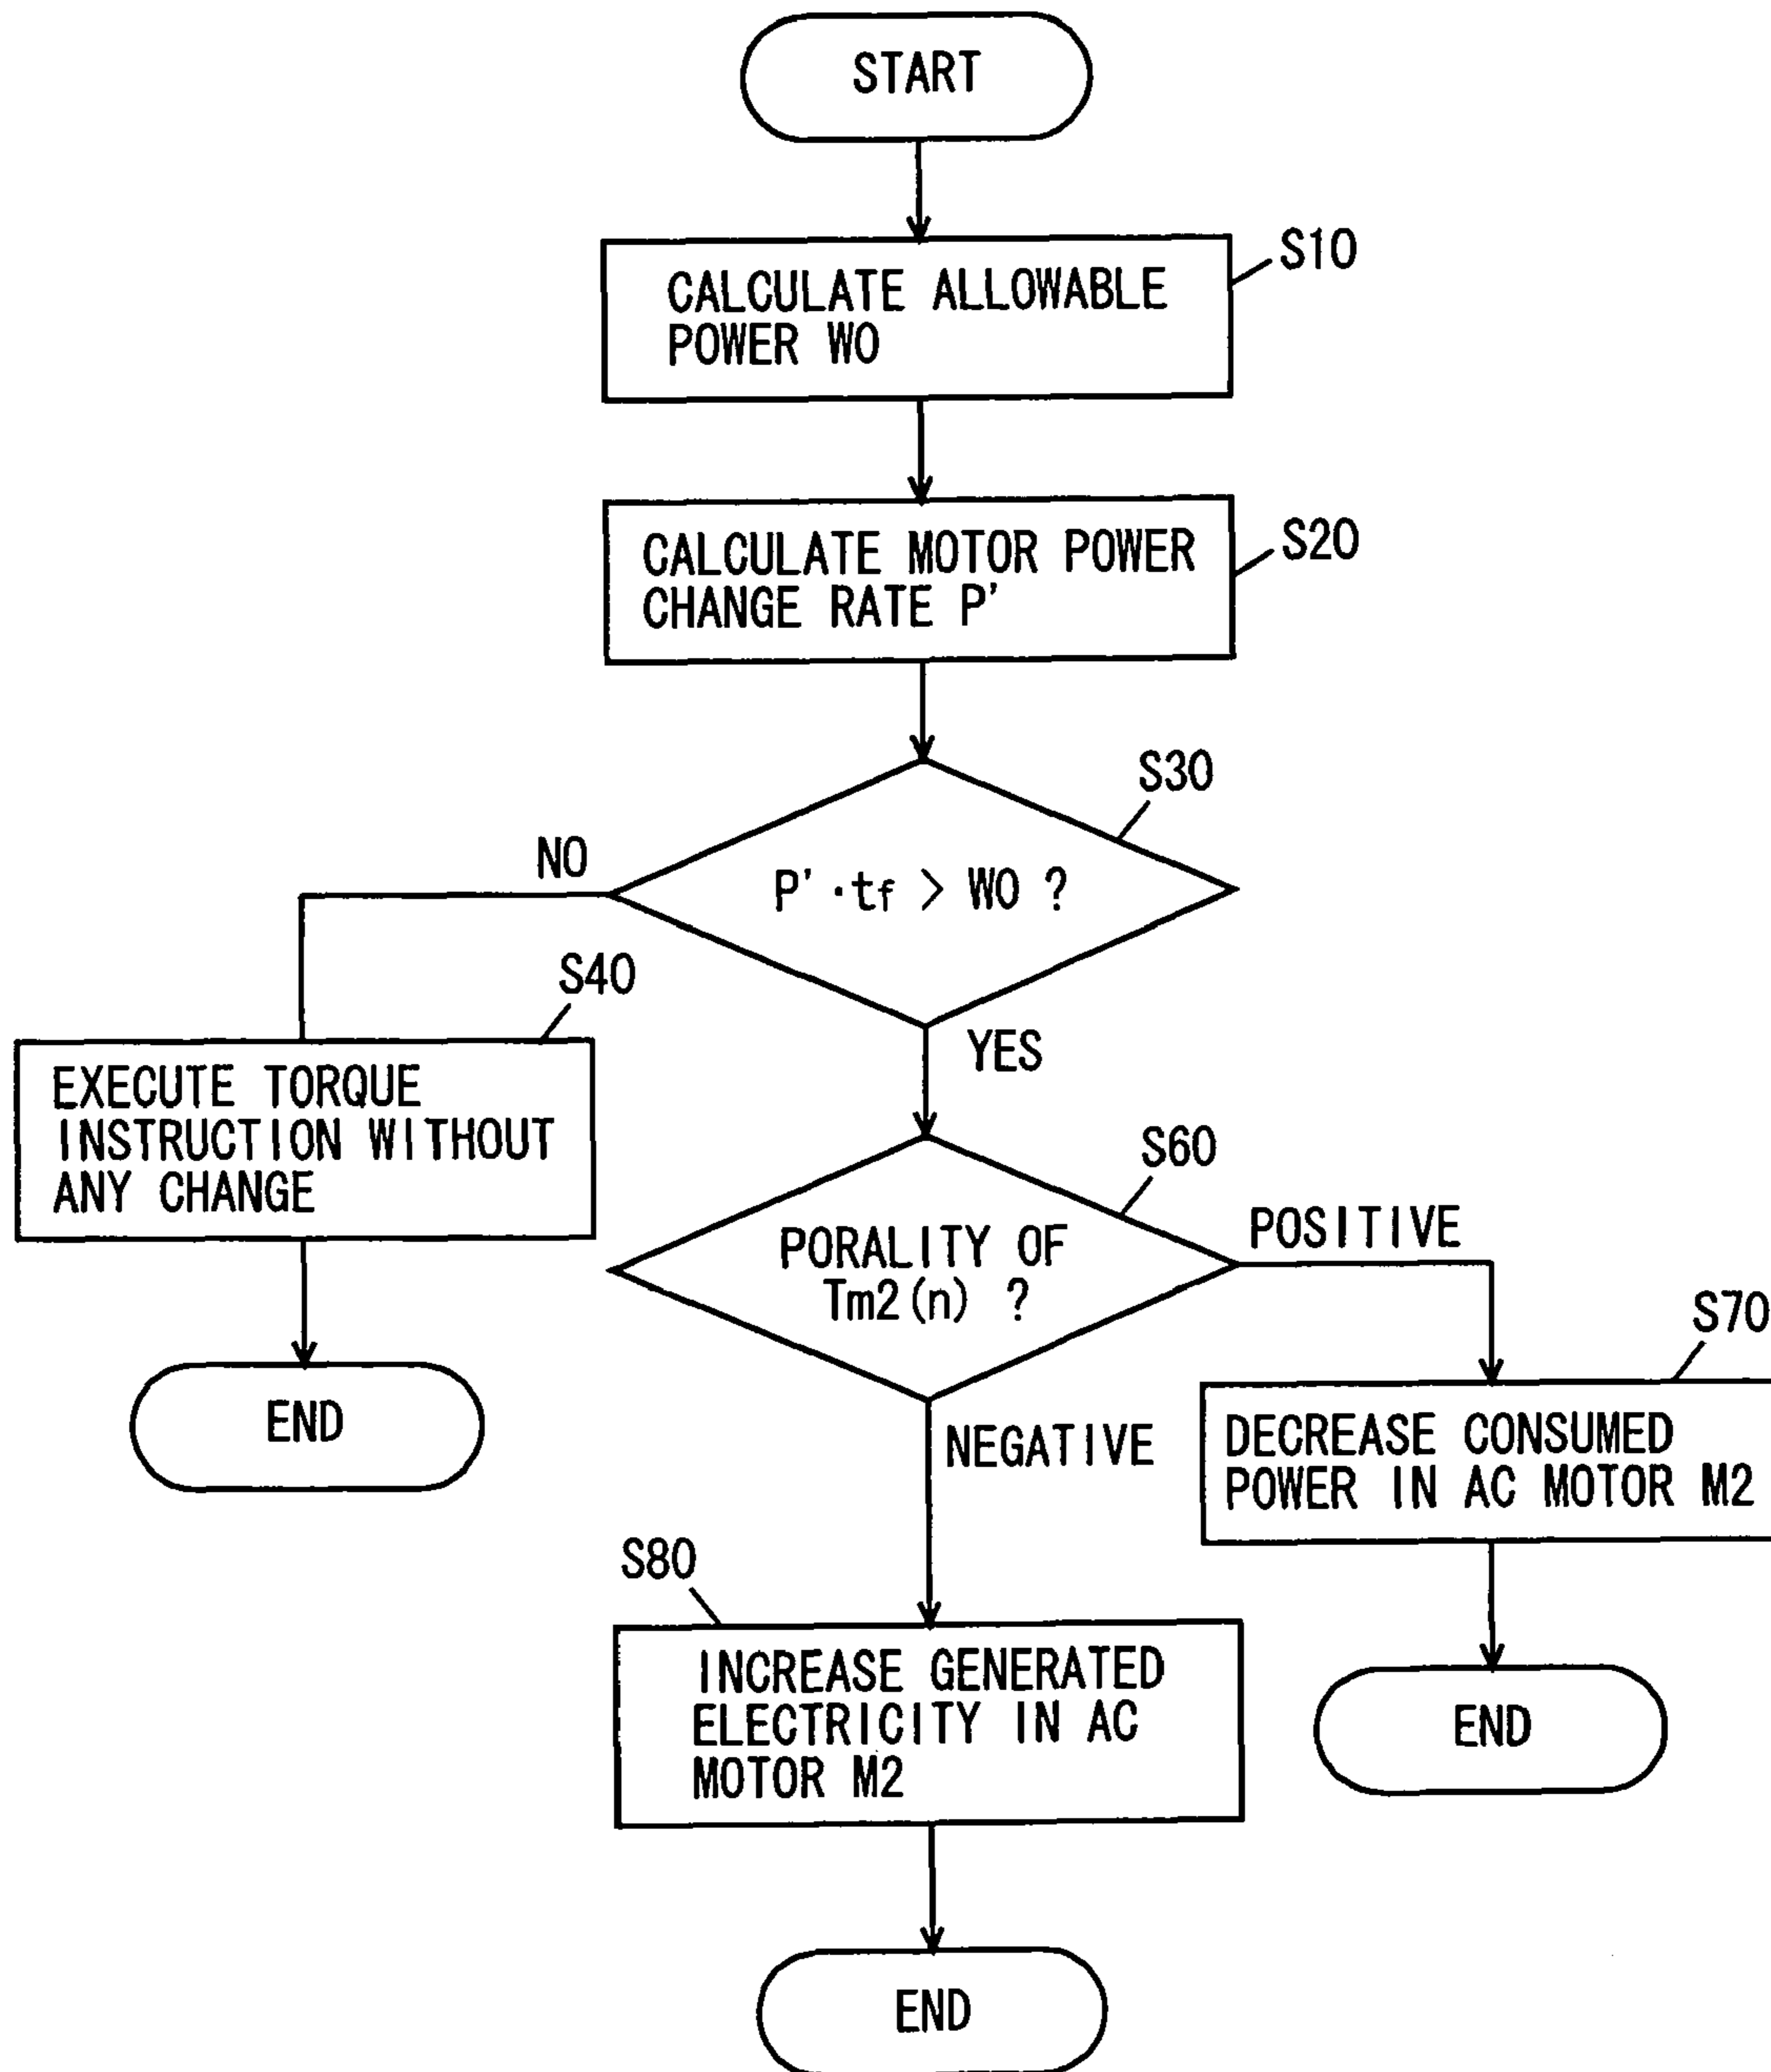 START
S10
CALCULATE ALLOWABLE
POWER WO
S20
CALCULATE MOTOR POWER
CHANGE RATE P'
S30
NO
P'·tf > WO ?
S40
YES
EXECUTE TORQUE
INSTRUCTION WITHOUT
ANY CHANGE
S60
POSITIVE
PORALITY OF
Tm2(n) ?
S70
END
NEGATIVE
DECREASE CONSUMED
POWER IN AC MOTOR M2
S80
INCREASE GENERATED
ELECTRICITY IN AC
MOTOR M2
END
END